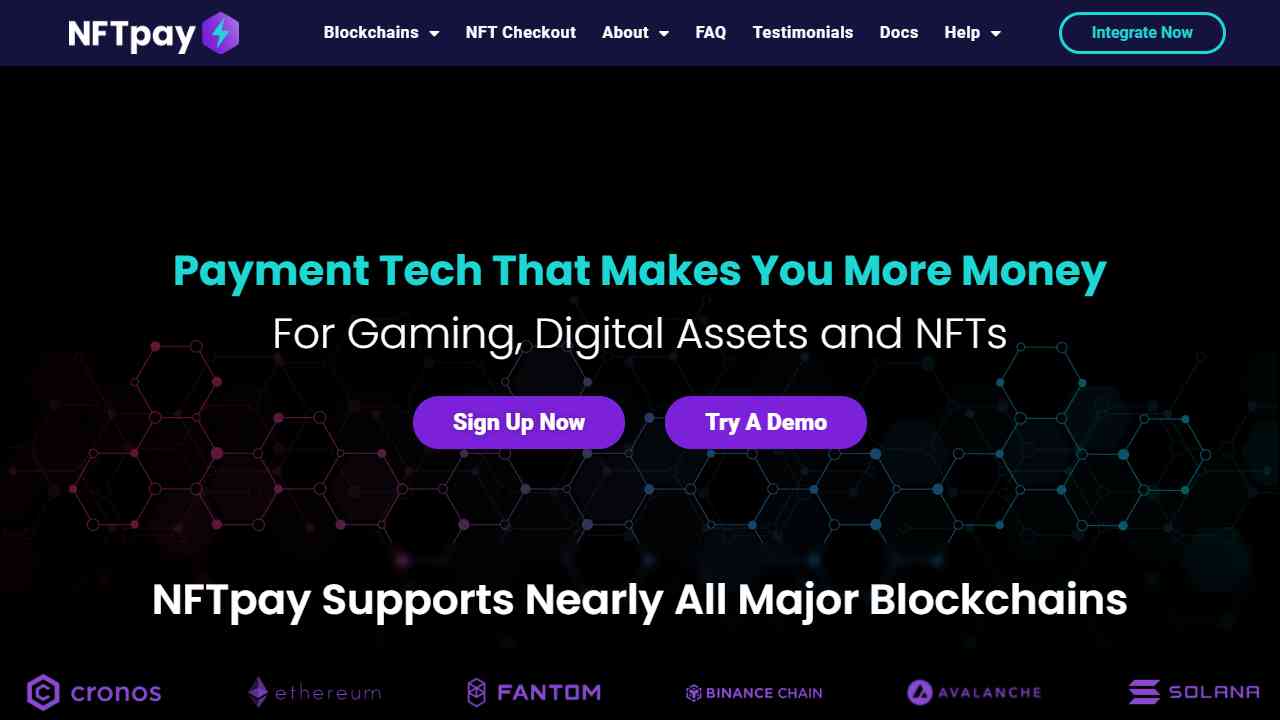 NFTpay
Blockchains
NFT Checkout
About
FAQ
Testimonials
Docs
Help
Integrate Now
Payment Tech That Makes You More Money
For Gaming, Digital Assets and NFTs
Sign Up Now
Try A Demo
NFTpay Supports Nearly All Major Blockchains
cronos
ethereum
FANTOM
BINANCE CHAIN
AVALANCHE
SOLANA